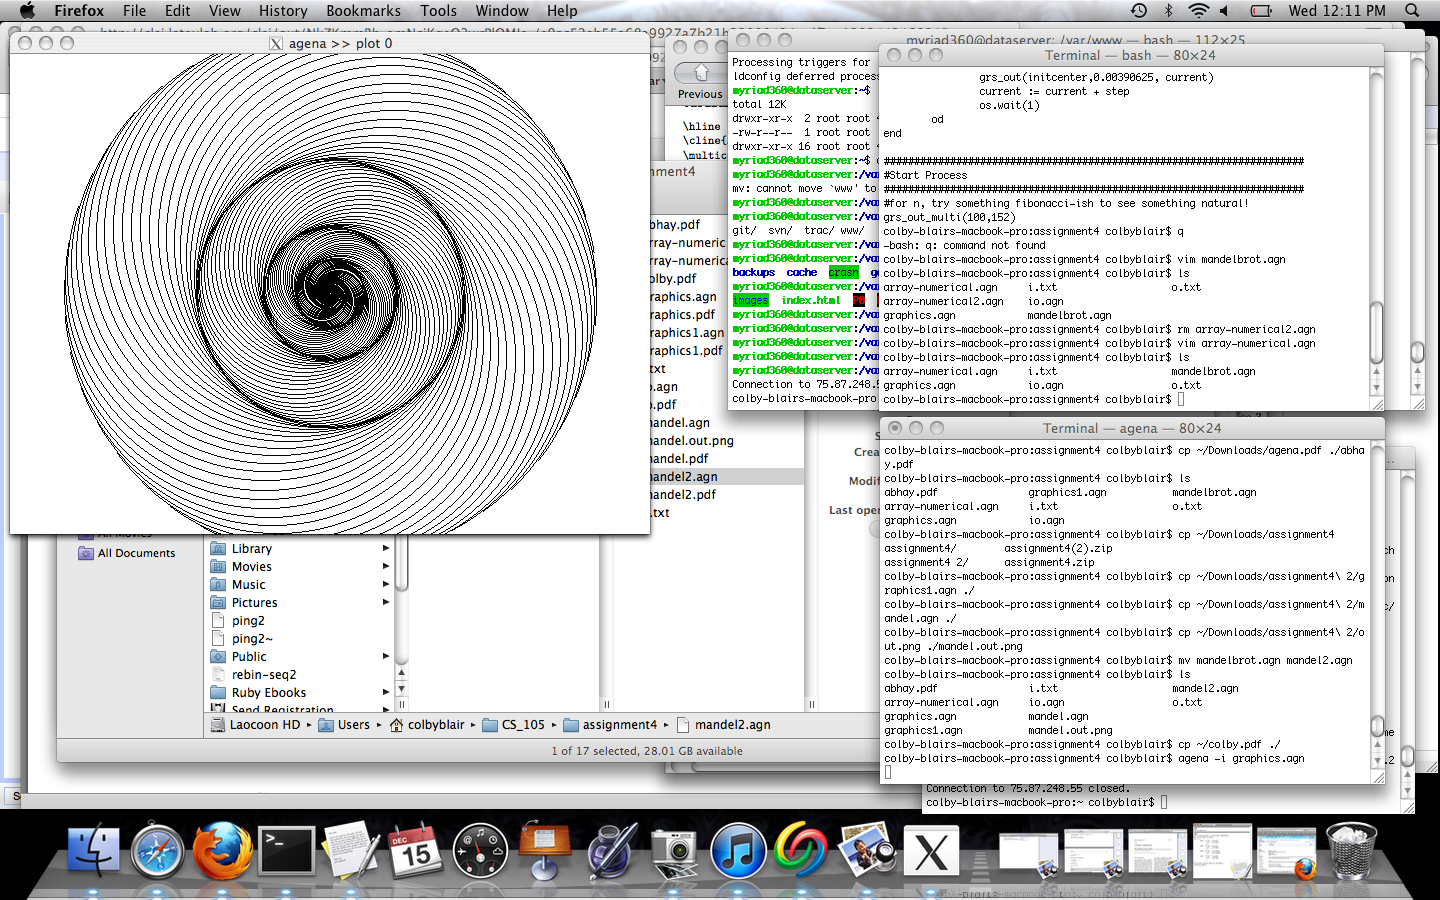 Firefox File Edit View History Bookmarks Tools Window Help
Wed 12:11 PM
agena >> plot 0
Previous
\hline
\cline{
\multic
myriad360@dataserver: /var/www — bash — 112×25
Processing triggers for
ldconfig deferred proces
myriad360@dataserver:~$
total 12K
drwxr-xr-x 2 root root
-rw-r--r-- 1 root root
drwxr-xr-x 16 root root
myriad360@dataserver:~$
myriad360@dataserver:/va
mv: cannot move `www' to
myriad360@dataserver:/va
myriad360@dataserver:/va
git/ svn/ trac/ www/
myriad360@dataserver:/va
myriad360@dataserver:/va
backups cache crash
myriad360@dataserver:/va
images index.html
myriad360@dataserver:/va
myriad360@dataserver:/va
myriad360@dataserver:/va
myriad360@dataserver:/va
myriad360@dataserver:/va
Connection to 75.87.248.5
colby-blairs-macbook-pro
Terminal — bash — 80×24
grs_out(initcenter,0.00390625, current)
current := current + step
os.wait(1)
od
end
######################################################################
#Start Process
######################################################################
#for n, try something fibonacci-ish to see something natural!
grs_out_multi(100,152)
colby-blairs-macbook-pro:assignment4 colbyblair$ q
-bash: q: command not found
colby-blairs-macbook-pro:assignment4 colbyblair$ vim mandelbrot.agn
colby-blairs-macbook-pro:assignment4 colbyblair$ ls
array-numerical.agn i.txt o.txt
array-numerical2.agn io.agn
graphics.agn mandelbrot.agn
colby-blairs-macbook-pro:assignment4 colbyblair$ rm array-numerical2.agn
colby-blairs-macbook-pro:assignment4 colbyblair$ vim array-numerical.agn
colby-blairs-macbook-pro:assignment4 colbyblair$ ls
array-numerical.agn i.txt mandelbrot.agn
graphics.agn io.agn o.txt
colby-blairs-macbook-pro:assignment4 colbyblair$
Terminal — agena — 80×24
colby-blairs-macbook-pro:assignment4 colbyblair$ cp ~/Downloads/agena.pdf ./abha
y.pdf
colby-blairs-macbook-pro:assignment4 colbyblair$ ls
abhay.pdf graphics1.agn mandelbrot.agn
array-numerical.agn i.txt o.txt
graphics.agn io.agn
colby-blairs-macbook-pro:assignment4 colbyblair$ cp ~/Downloads/assignment4
assignment4/ assignment4(2).zip
assignment4 2/ assignment4.zip
colby-blairs-macbook-pro:assignment4 colbyblair$ cp ~/Downloads/assignment4\ 2/g
raphics1.agn ./
colby-blairs-macbook-pro:assignment4 colbyblair$ cp ~/Downloads/assignment4\ 2/m
andel.agn ./
colby-blairs-macbook-pro:assignment4 colbyblair$ cp ~/Downloads/assignment4\ 2/o
ut.png ./mandel.out.png
colby-blairs-macbook-pro:assignment4 colbyblair$ mv mandelbrot.agn mandel2.agn
colby-blairs-macbook-pro:assignment4 colbyblair$ ls
abhay.pdf i.txt mandel2.agn
array-numerical.agn io.agn o.txt
graphics.agn mandel.agn
graphics1.agn mandel.out.png
colby-blairs-macbook-pro:assignment4 colbyblair$ cp ~/colby.pdf ./
colby-blairs-macbook-pro:assignment4 colbyblair$ agena -i graphics.agn
Connection to 75.87.248.55 closed.
colby-blairs-macbook-pro:~ colbyblair$
nment4
bhay.pdf
rray-numeric
rray-numerica
olby.pdf
raphics.agn
raphics.pdf
raphics1.agn
raphics1.pdf
.txt
o.agn
o.pdf
nandel.agn
nandel.out.png
nandel.pdf
nandel2.agn
nandel2.pdf
.txt
Crea
Modif
Last oper
All Movies
All Documents
Library
Movies
Music
Pictures
ping2
ping2~
Public
rebin-seq2
Ruby Ebooks
Send Registration
Laocoon HD ▸ Users ▸ colbyblair ▸ CS_105 ▸ assignment4 ▸ mandel2.agn
1 of 17 selected, 28.01 GB available
DEC
15